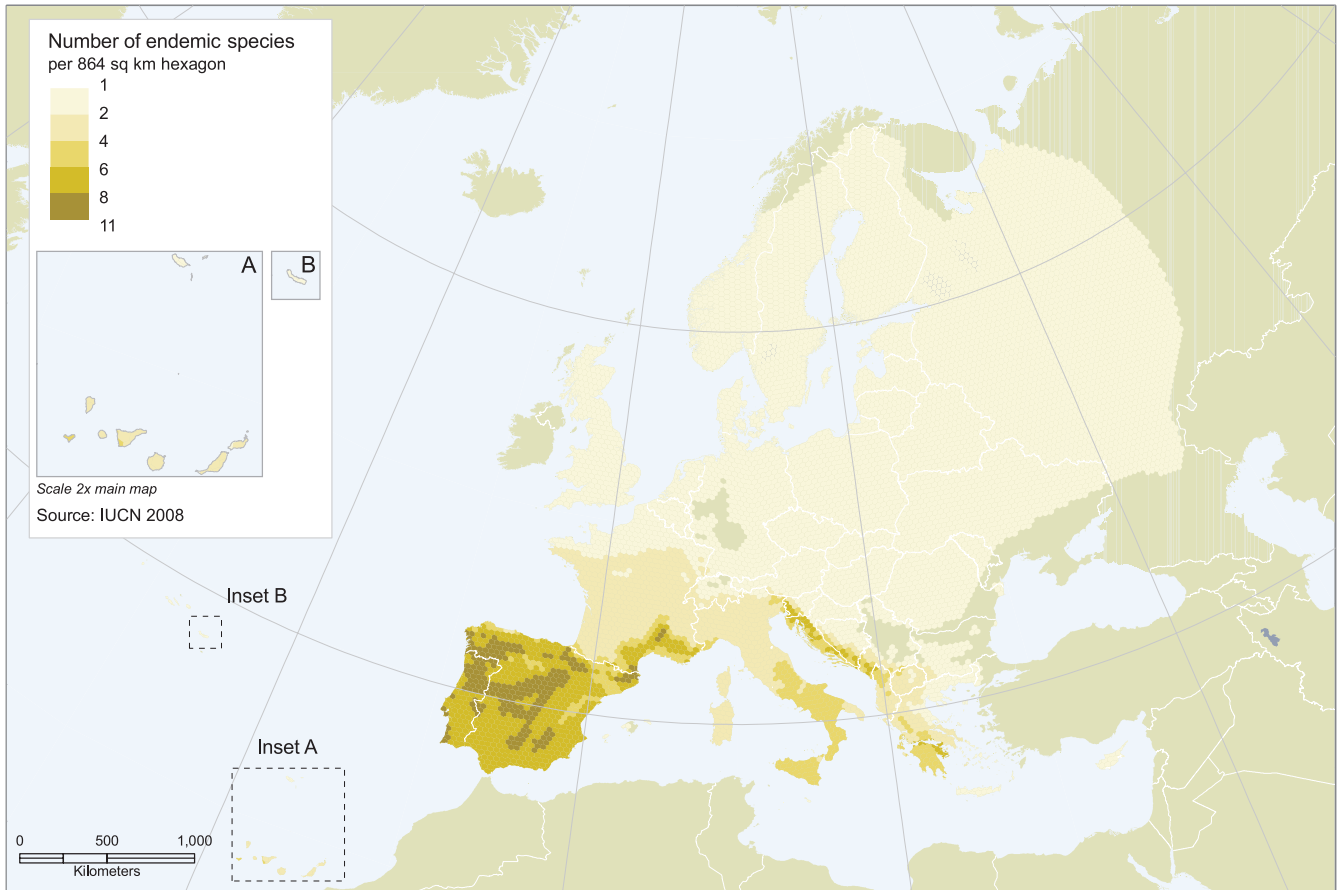 Number of endemic species
per 864 sq km hexagon
1
2
4
6
8
11
A
B
Scale 2x main map
Source: IUCN 2008
Inset B
Inset A
0 500 1,000
Kilometers